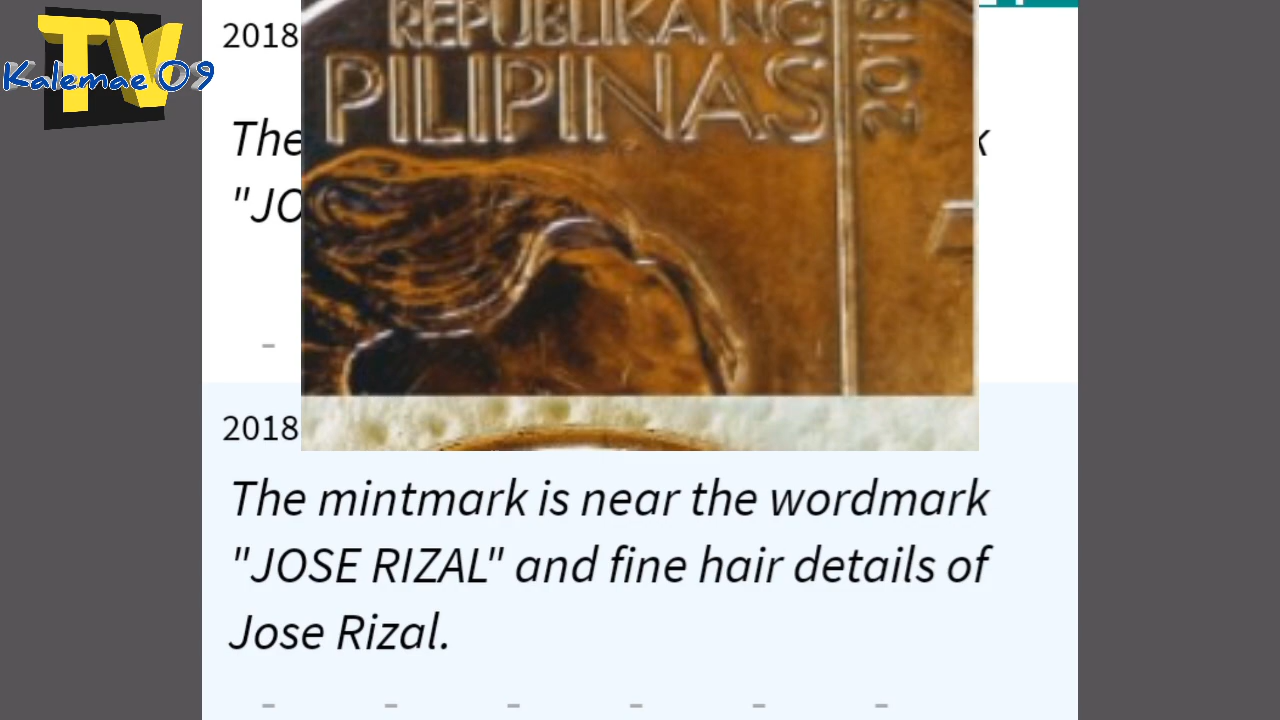 TV
Kalemae 09
2018
REPUBLIKA NG
PILIPINAS
2018
The
"JO
-
2018
The mintmark is near the wordmark
"JOSE RIZAL" and fine hair details of
Jose Rizal.
- - - - - -